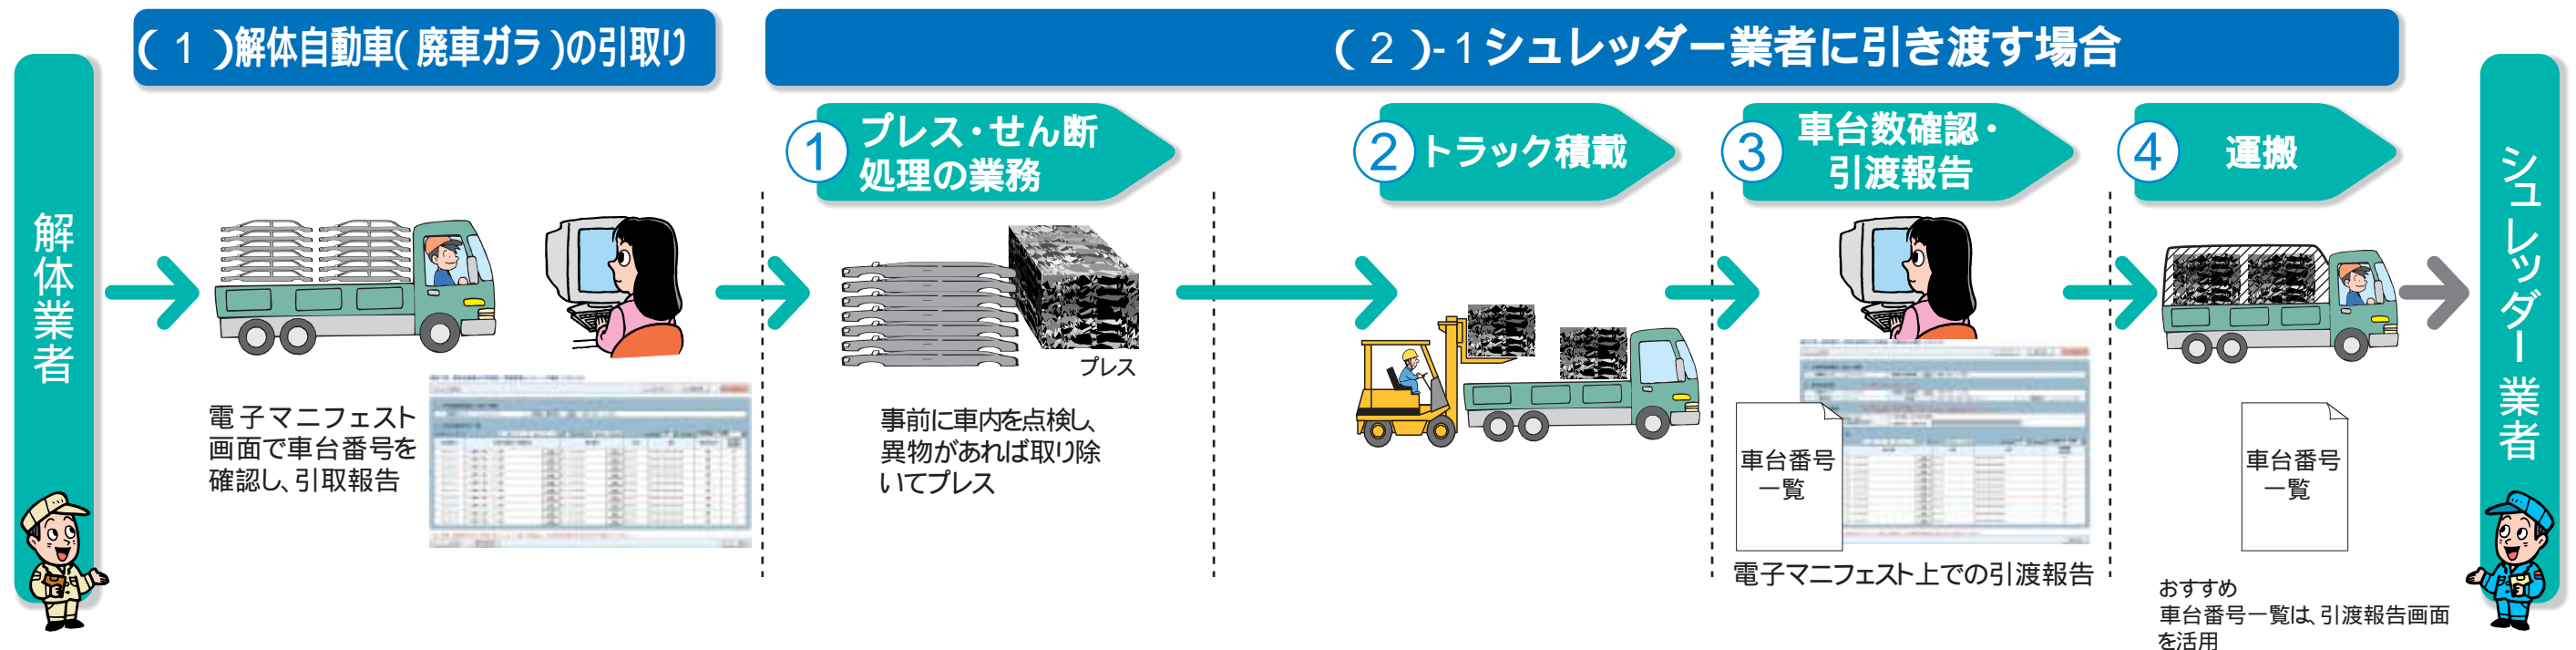 (1)解体自動車(廃車ガラ)の引取り
(2)-1シュレッダー業者に引き渡す場合
解体業者
電子マニフェスト
画面で車台番号を
確認し、引取報告
①
プレス・せん断
処理の業務
プレス
事前に車内を点検し、
異物があれば取り除
いてプレス
②
トラック積載
③
車台数確認・
引渡報告
車台番号
一覧
電子マニフェスト上での引渡報告
④
運搬
車台番号
一覧
おすすめ
車台番号一覧は、引渡報告画面
を活用
シュレッダー業者